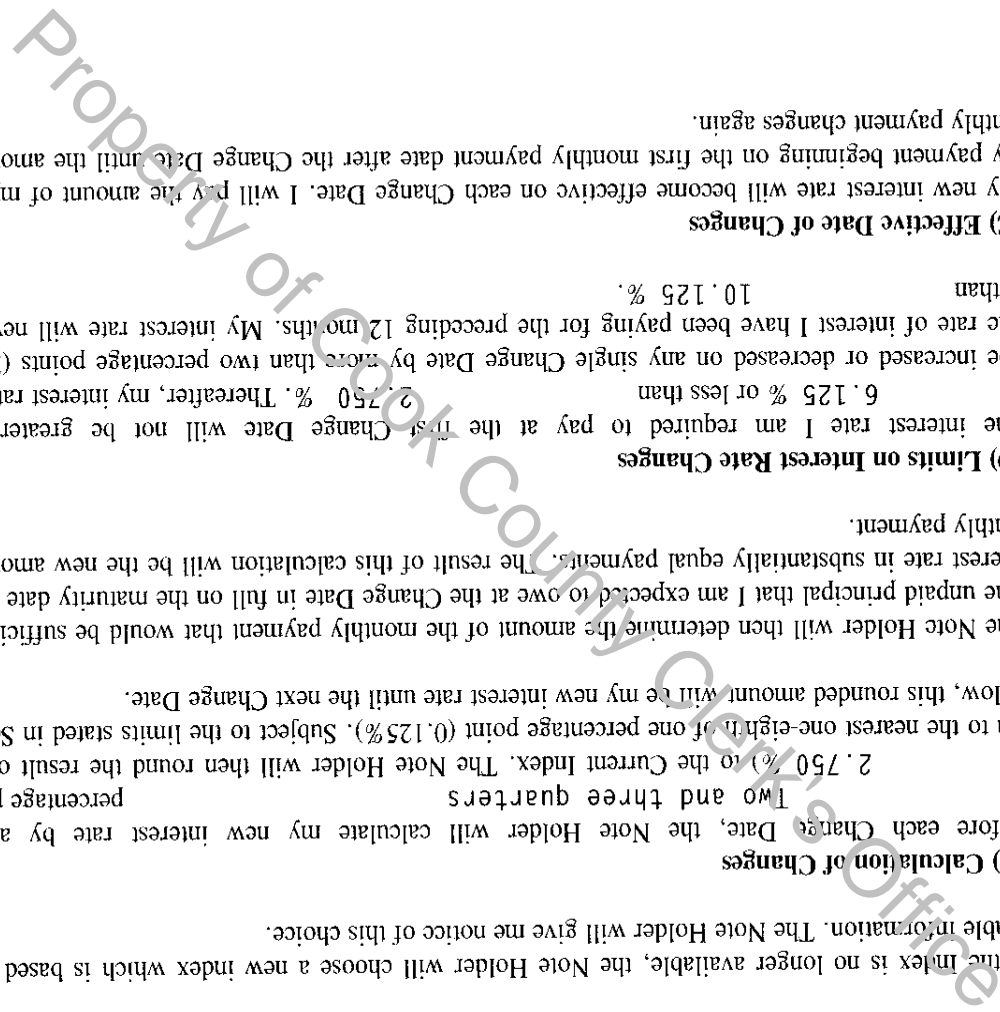 the Index is no longer available, the Note Holder will choose a new index which is based
able information. The Note Holder will give me notice of this choice.
) Calculation of Changes
fore each Change Date, the Note Holder will calculate my new interest rate by a
Two and three quarters percentage
2.750 %) to the Current Index. The Note Holder will then round the result o
to the nearest one-eighth of one percentage point (0.125%). Subject to the limits stated in S
low, this rounded amount will be my new interest rate until the next Change Date.
e Note Holder will then determine the amount of the monthly payment that would be suffici
e unpaid principal that I am expected to owe at the Change Date in full on the maturity date
erest rate in substantially equal payments. The result of this calculation will be the new amo
nthly payment.
) Limits on Interest Rate Changes
e interest rate I am required to pay at the first Change Date will not be greater
6.125 % or less than 2.750 %. Thereafter, my interest rat
e increased or decreased on any single Change Date by more than two percentage points (
e rate of interest I have been paying for the preceding 12 months. My interest rate will nev
than 10.125 %.
) Effective Date of Changes
y new interest rate will become effective on each Change Date. I will pay the amount of m
y payment beginning on the first monthly payment date after the Change Date until the amo
nthly payment changes again.
Property of Cook County Clerk's Office